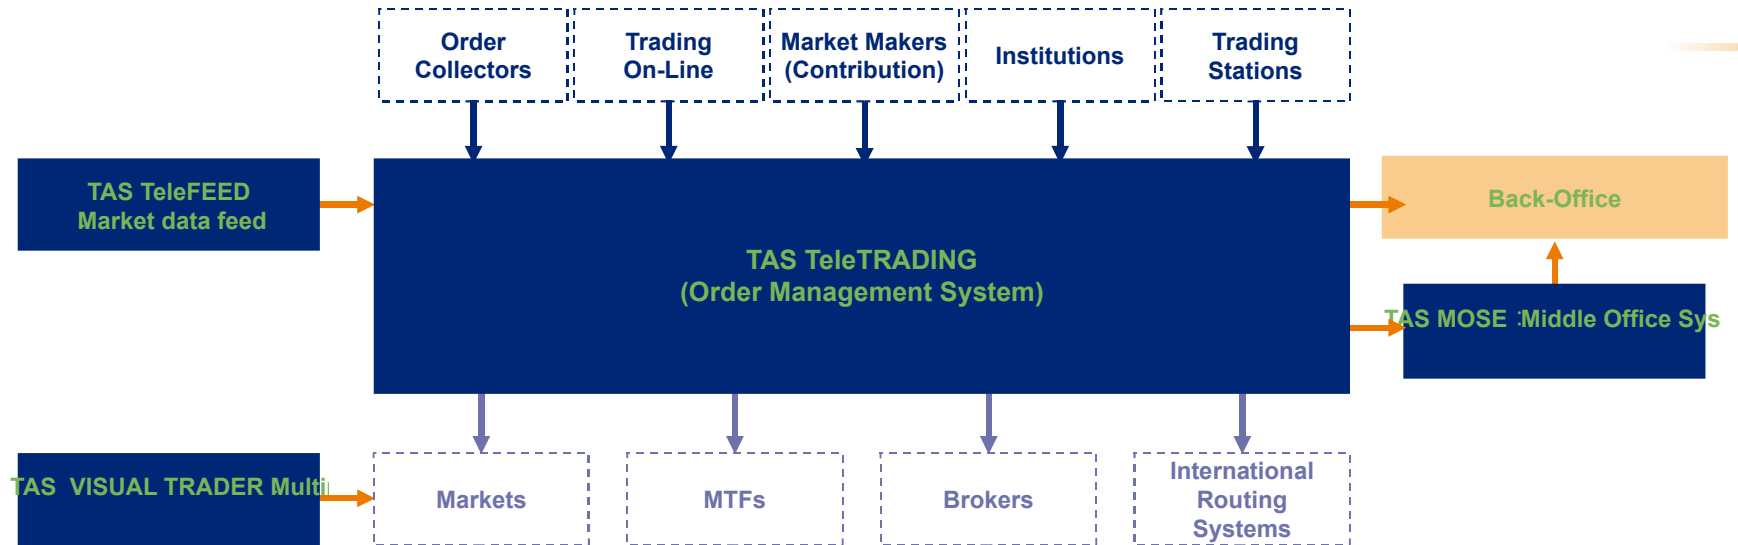 Order
Collectors
Trading
On-Line
Market Makers
(Contribution)
Institutions
Trading
Stations
TAS TeleFEED
Market data feed
TAS TeleTRADING
(Order Management System)
Back-Office
TAS MOSE :Middle Office Sys
TAS VISUAL TRADER Multi
Markets
MTFs
Brokers
International
Routing
Systems